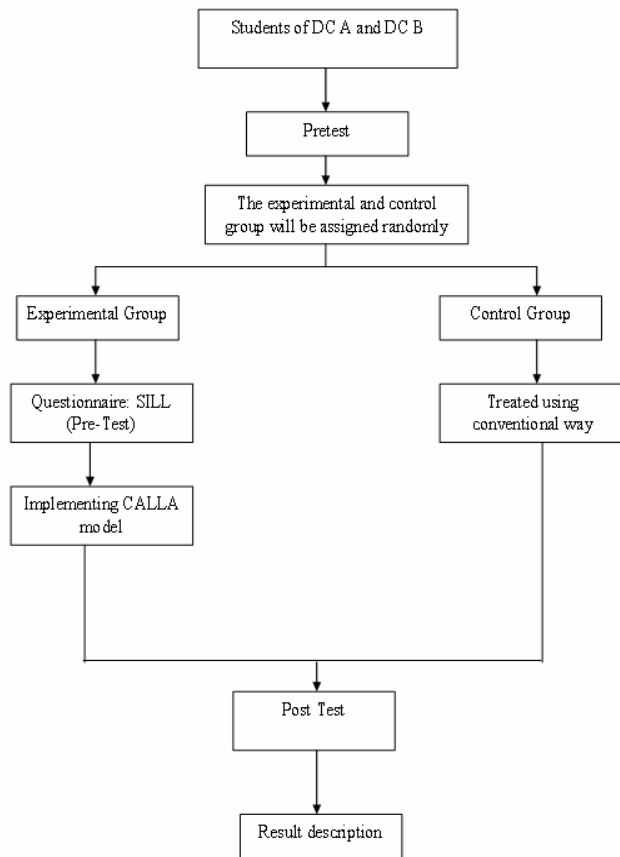 Students of DC A and DC B
Pretest
The experimental and control
group will be assigned randomly
Experimental Group
Control Group
Questionnaire: SILL
(Pre-Test)
Treated using
conventional way
Implementing CALLA
model
Post Test
Result description